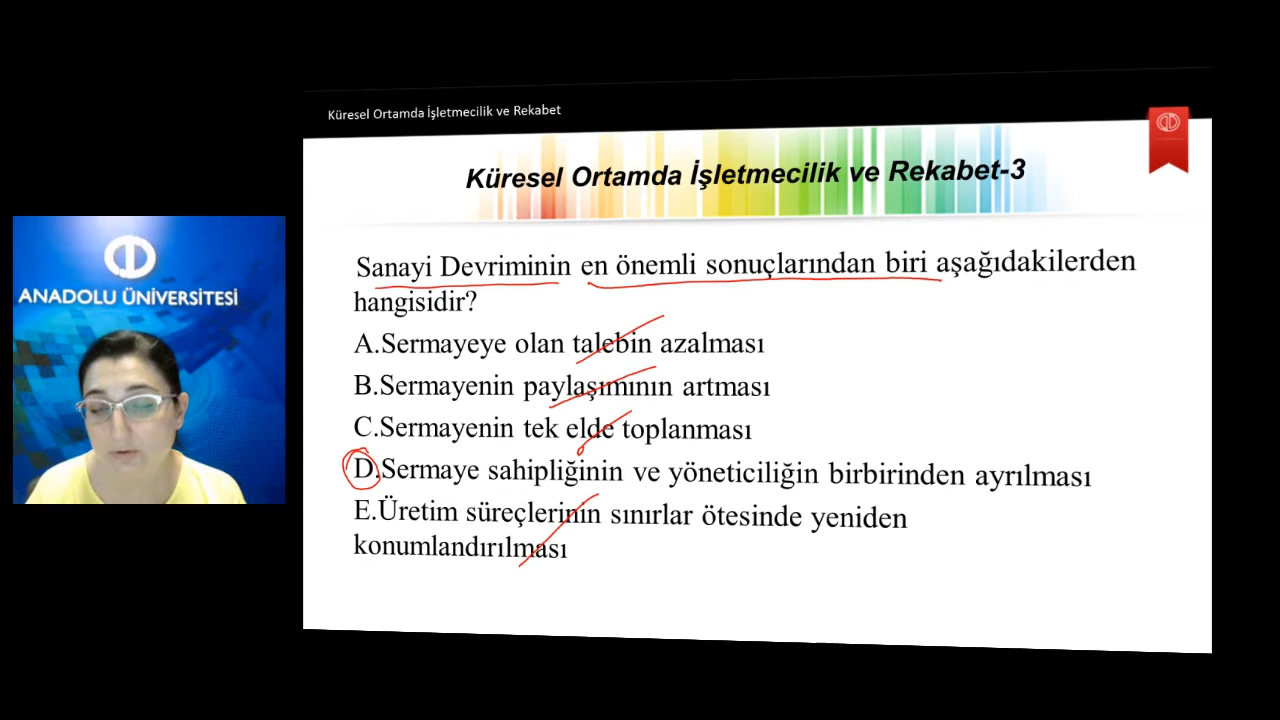 Küresel Ortamda İşletmecilik ve Rekabet
Küresel Ortamda İşletmecilik ve Rekabet-3
ANADOLU ÜNİVERSİTESİ
Sanayi Devriminin en önemli sonuçlarından biri aşağıdakilerden
hangisidir?
A.Sermayeye olan talebin azalması
B.Sermayenin paylaşımının artması
C.Sermayenin tek elde toplanması
D.Sermaye sahipliğinin ve yöneticiliğin birbirinden ayrılması
E.Üretim süreçlerinin sınırlar ötesinde yeniden
konumlandırılması